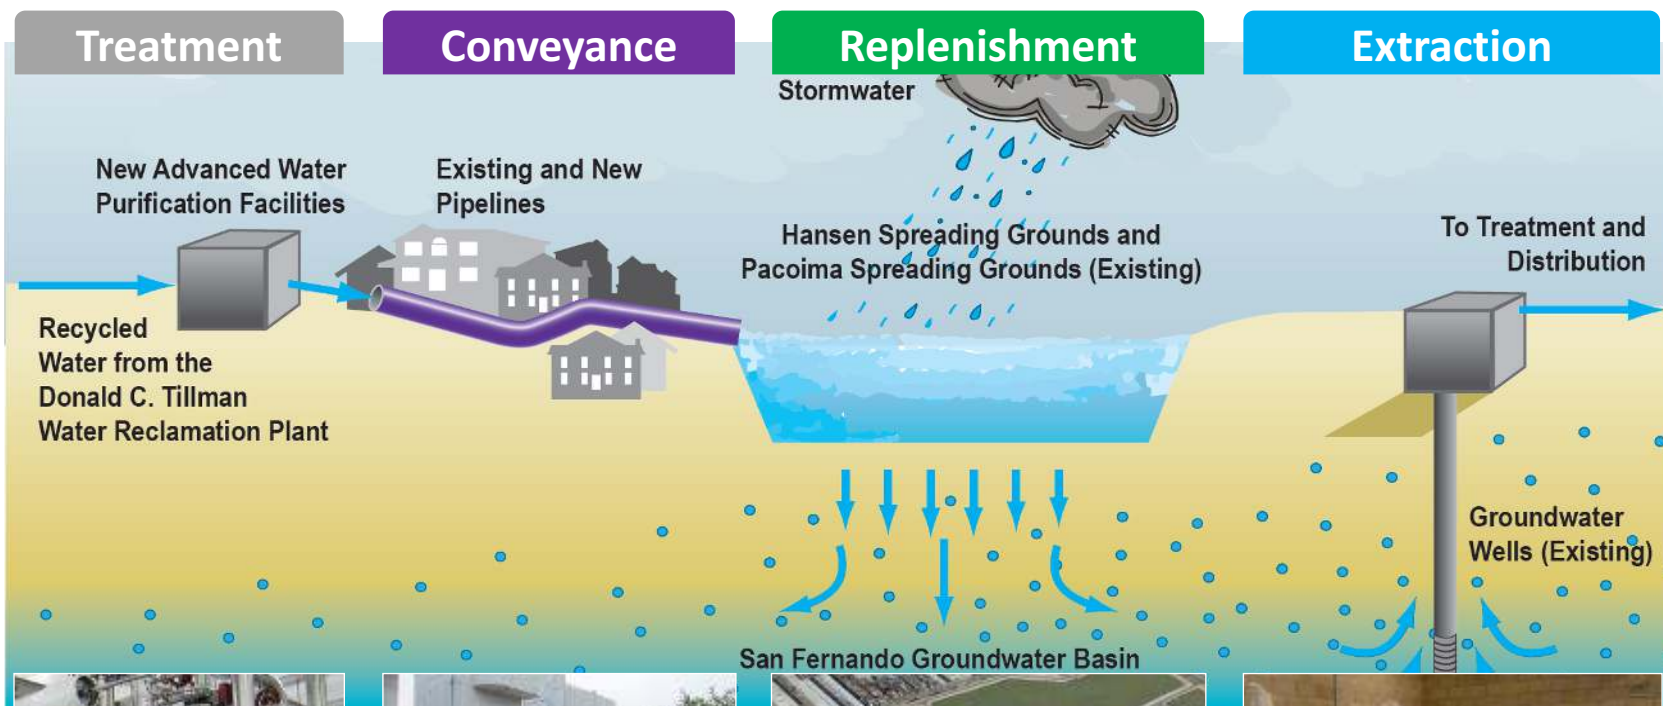 Treatment
Conveyance
Replenishment
Extraction
Stormwater
New Advanced Water
Purification Facilities
Existing and New
Pipelines
Hansen Spreading Grounds and
Pacoima Spreading Grounds (Existing)
To Treatment and
Distribution
Recycled
Water from the
Donald C. Tillman
Water Reclamation Plant
Groundwater
Wells (Existing)
San Fernando Groundwater Basin